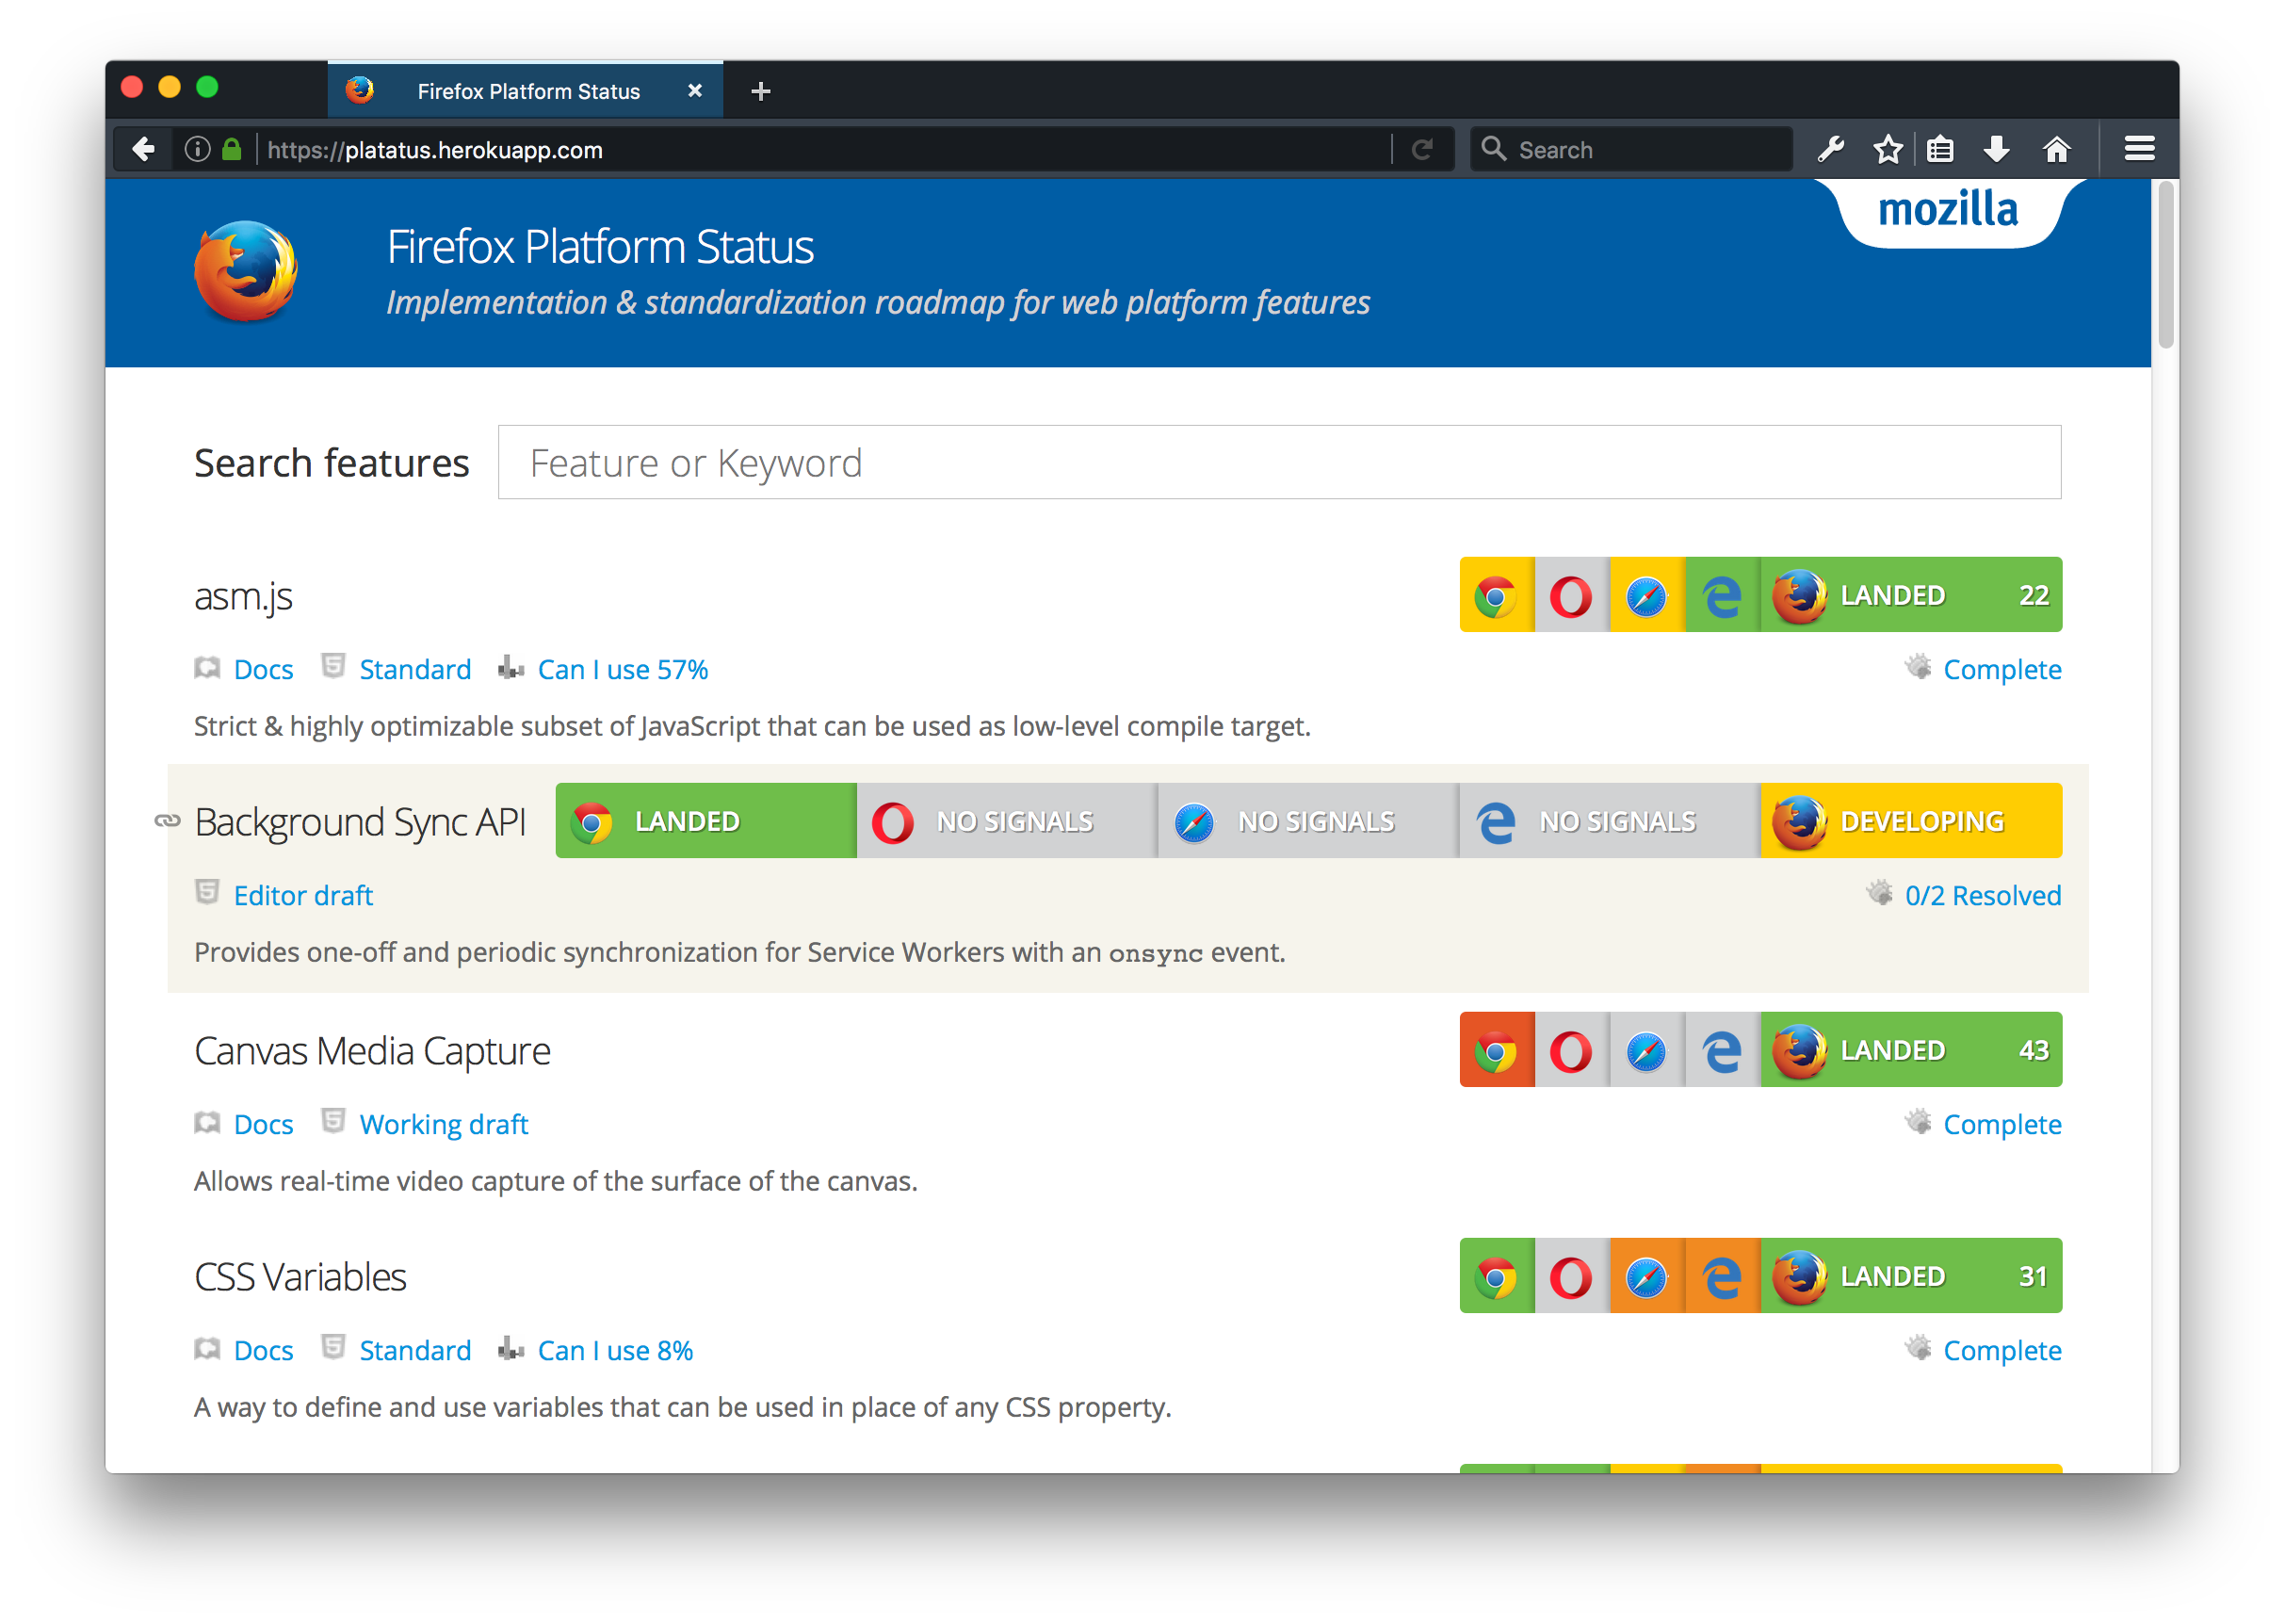 Firefox Platform Status
https://platatus.herokuapp.com
Search
mozilla
Firefox Platform Status
Implementation & standardization roadmap for web platform features
Search features
Feature or Keyword
asm.js
LANDED 22
Docs Standard Can I use 57%
Complete
Strict & highly optimizable subset of JavaScript that can be used as low-level compile target.
Background Sync API
LANDED NO SIGNALS NO SIGNALS NO SIGNALS DEVELOPING
Editor draft
0/2 Resolved
Provides one-off and periodic synchronization for Service Workers with an onsync event.
Canvas Media Capture
LANDED 43
Docs Working draft
Complete
Allows real-time video capture of the surface of the canvas.
CSS Variables
LANDED 31
Docs Standard Can I use 8%
Complete
A way to define and use variables that can be used in place of any CSS property.